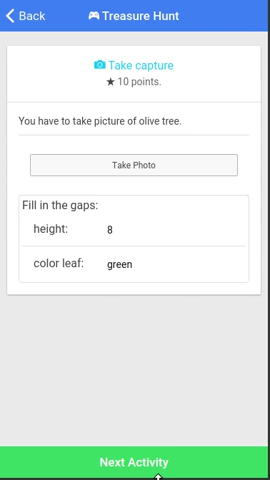 Back
Treasure Hunt
Take capture
★ 10 points.
You have to take picture of olive tree.
Take Photo
Fill in the gaps:
height: 8
color leaf: green
Next Activity